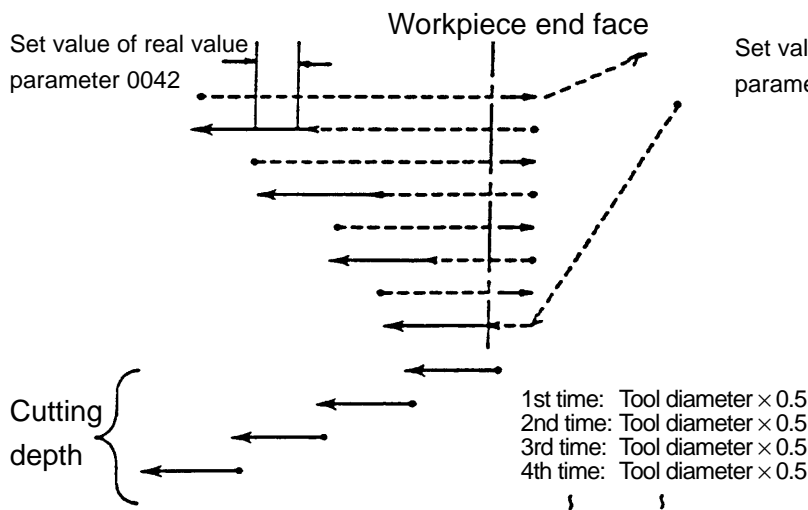 Workpiece end face
Set value of real value
parameter 0042
Set val
parame
Cutting
depth
1st time: Tool diameter × 0.5
2nd time: Tool diameter × 0.5
3rd time: Tool diameter × 0.5
4th time: Tool diameter × 0.5